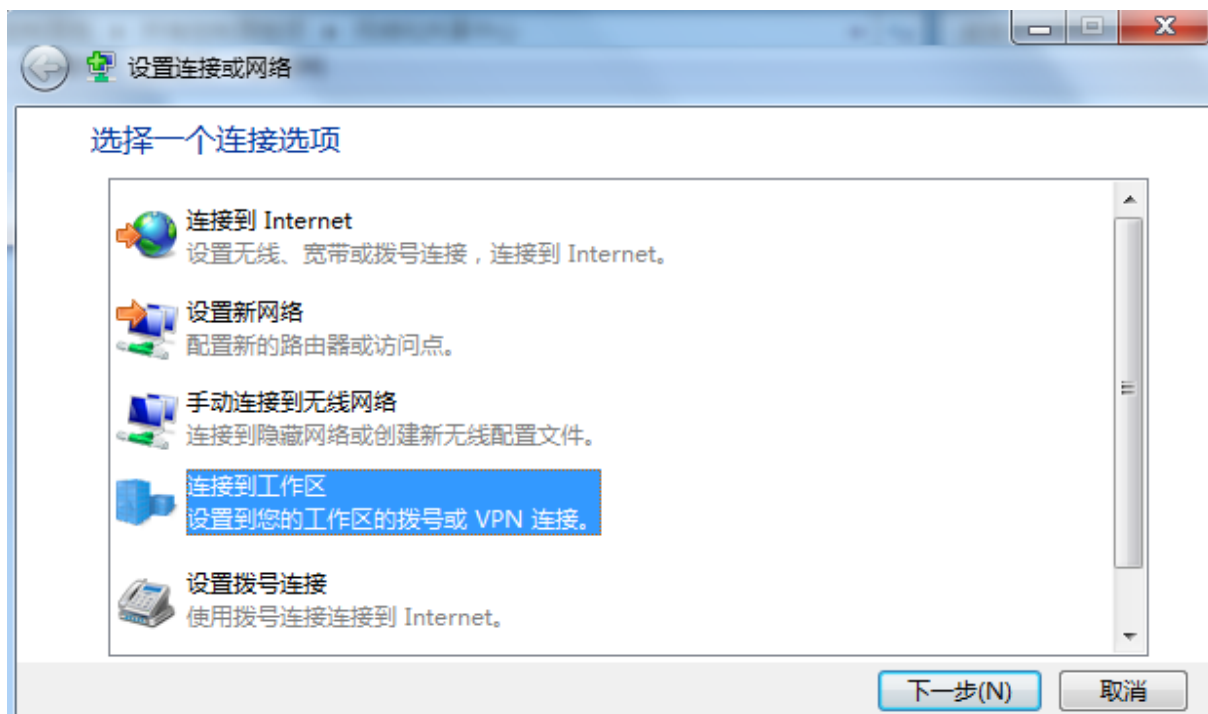 设置连接或网络
选择一个连接选项
连接到 Internet
设置无线、宽带或拨号连接，连接到 Internet。
设置新网络
配置新的路由器或访问点。
手动连接到无线网络
连接到隐藏网络或创建新无线配置文件。
连接到工作区
设置到您的工作区的拨号或 VPN 连接。
设置拨号连接
使用拨号连接连接到 Internet。
下一步(N)
取消